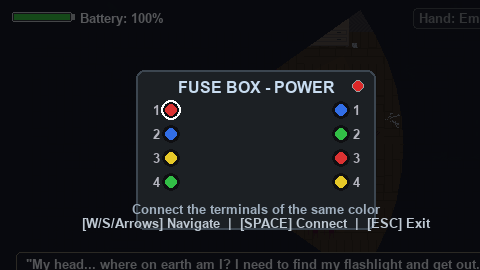 Battery: 100%
Hand: Em
FUSE BOX - POWER
1 1
2 2
3 3
4 4
Connect the terminals of the same color
[W/S/Arrows] Navigate | [SPACE] Connect | [ESC] Exit
"My head... where on earth am I? I need to find my flashlight and get out.